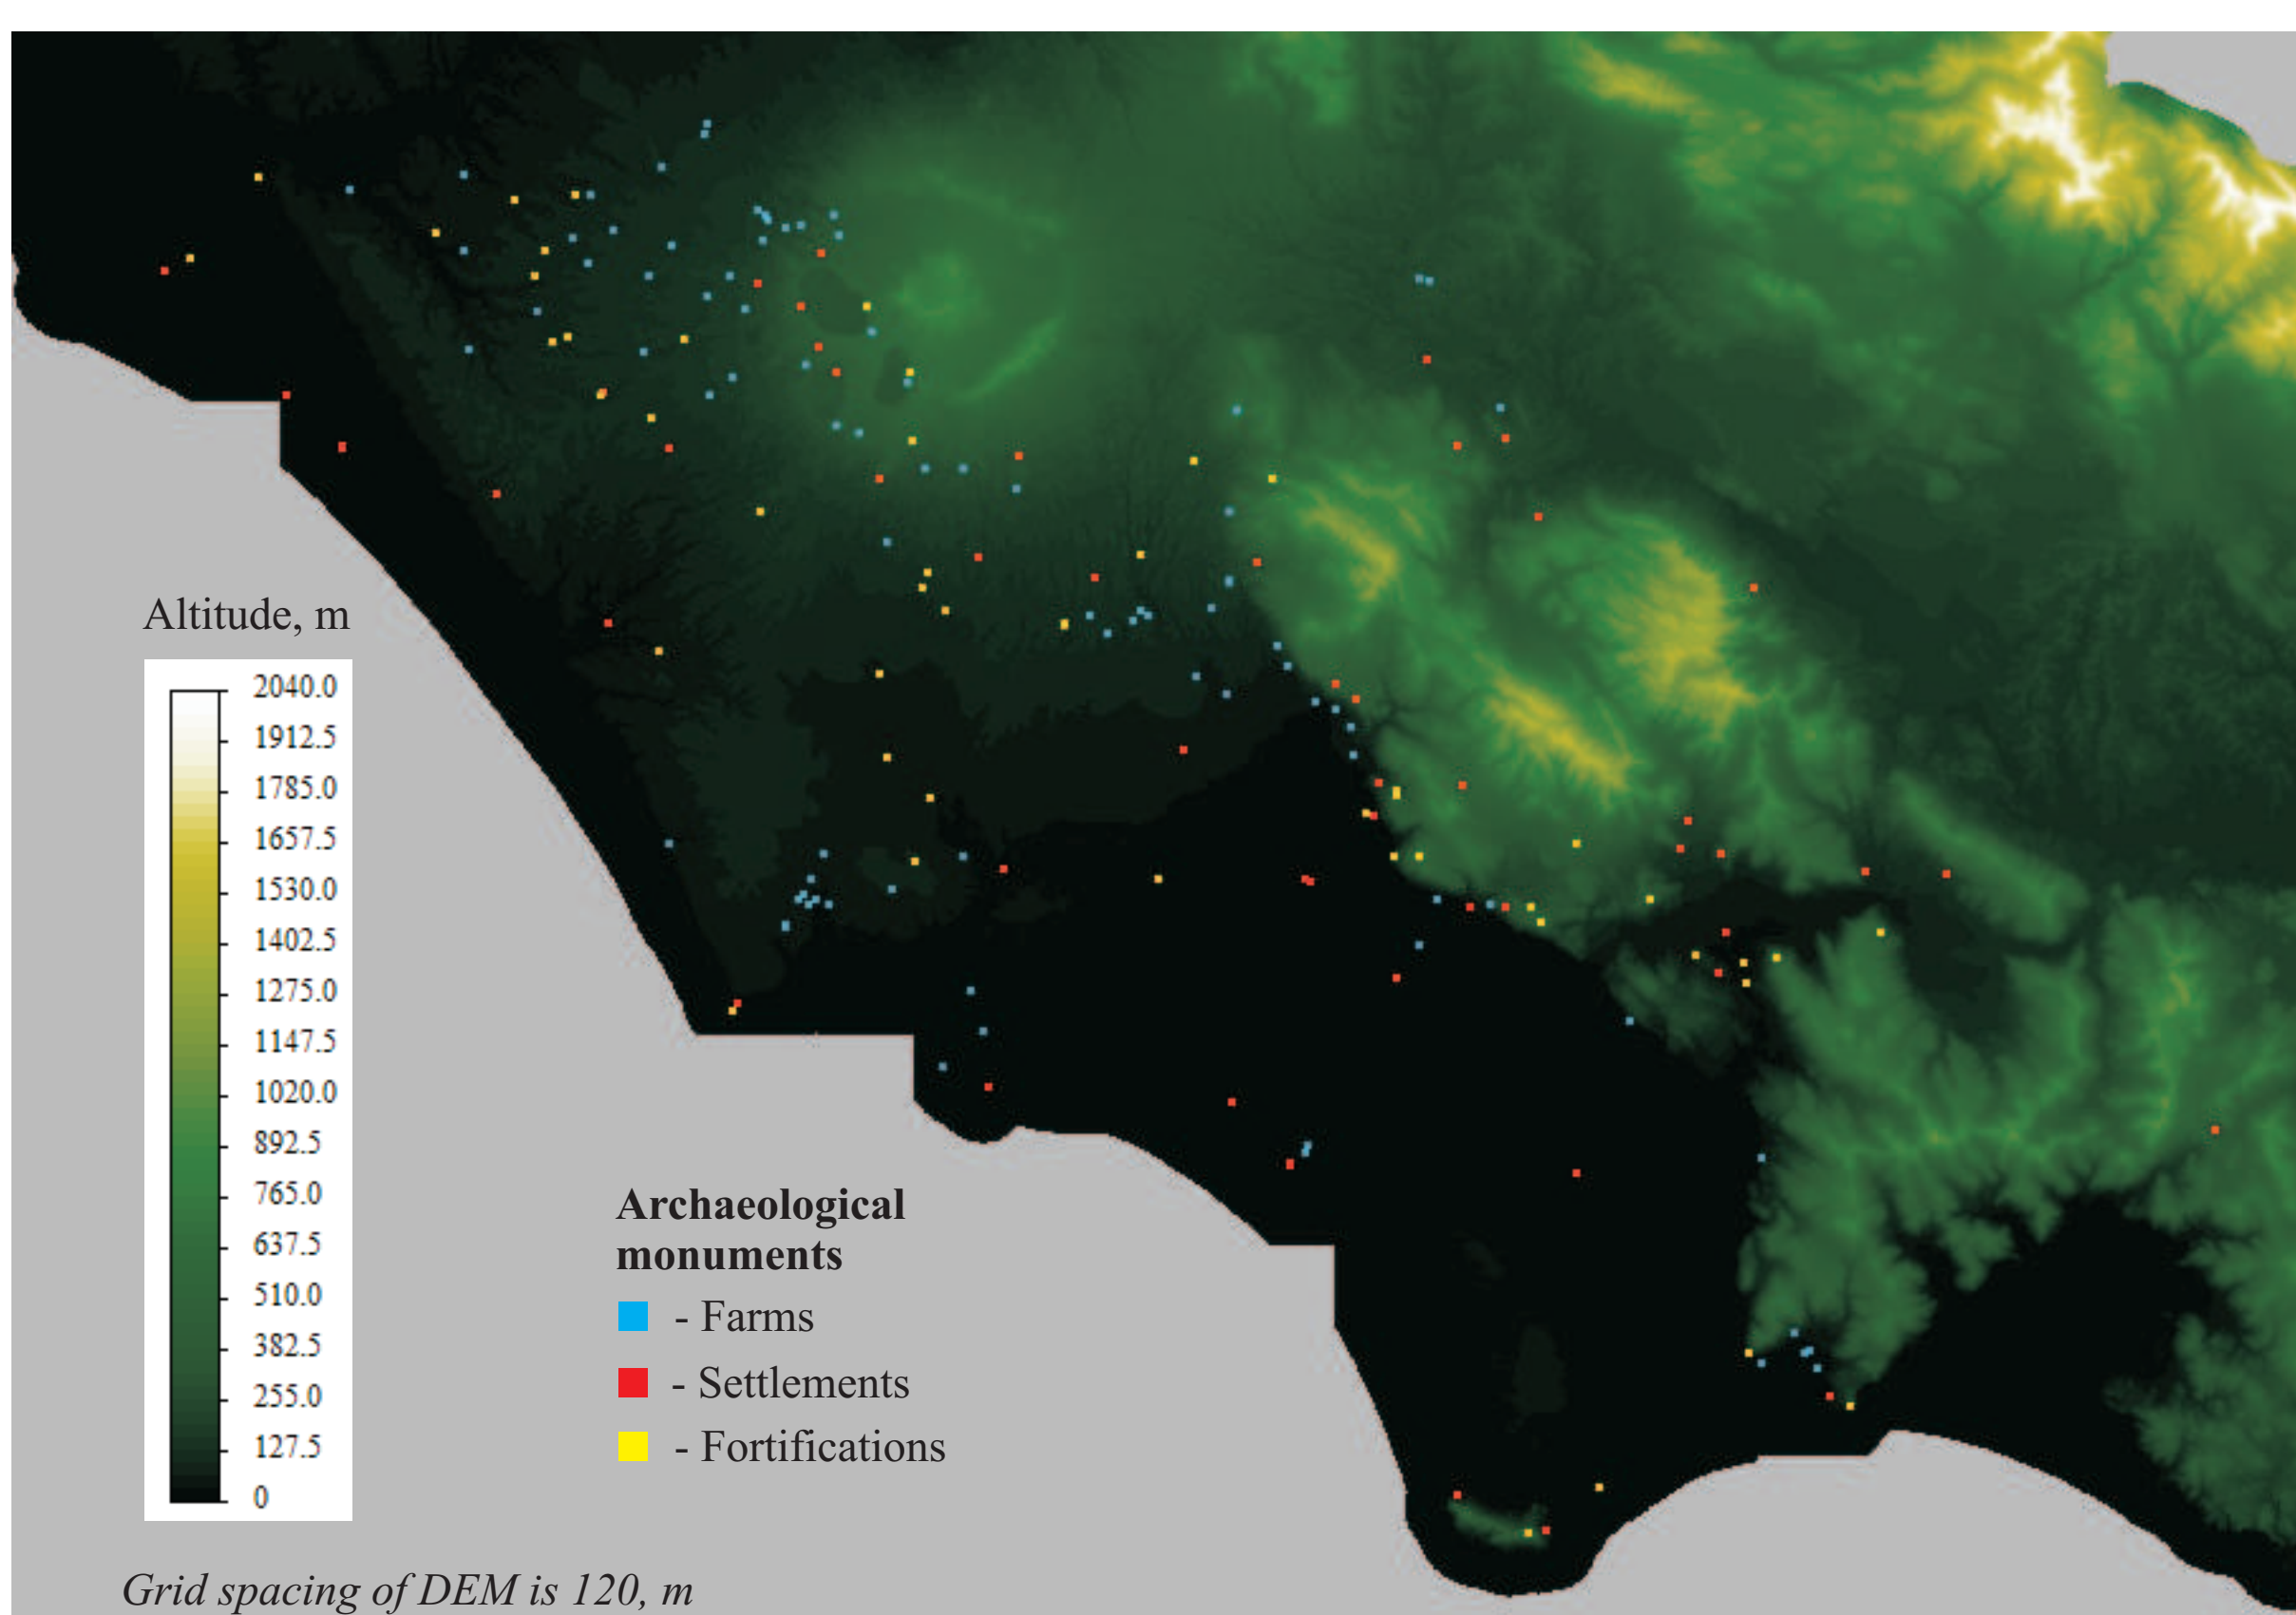 Altitude, m
2040.0
1912.5
1785.0
1657.5
1530.0
1402.5
1275.0
1147.5
1020.0
892.5
765.0
637.5
510.0
382.5
255.0
127.5
0
Archaeological
monuments
- Farms
- Settlements
- Fortifications
Grid spacing of DEM is 120, m